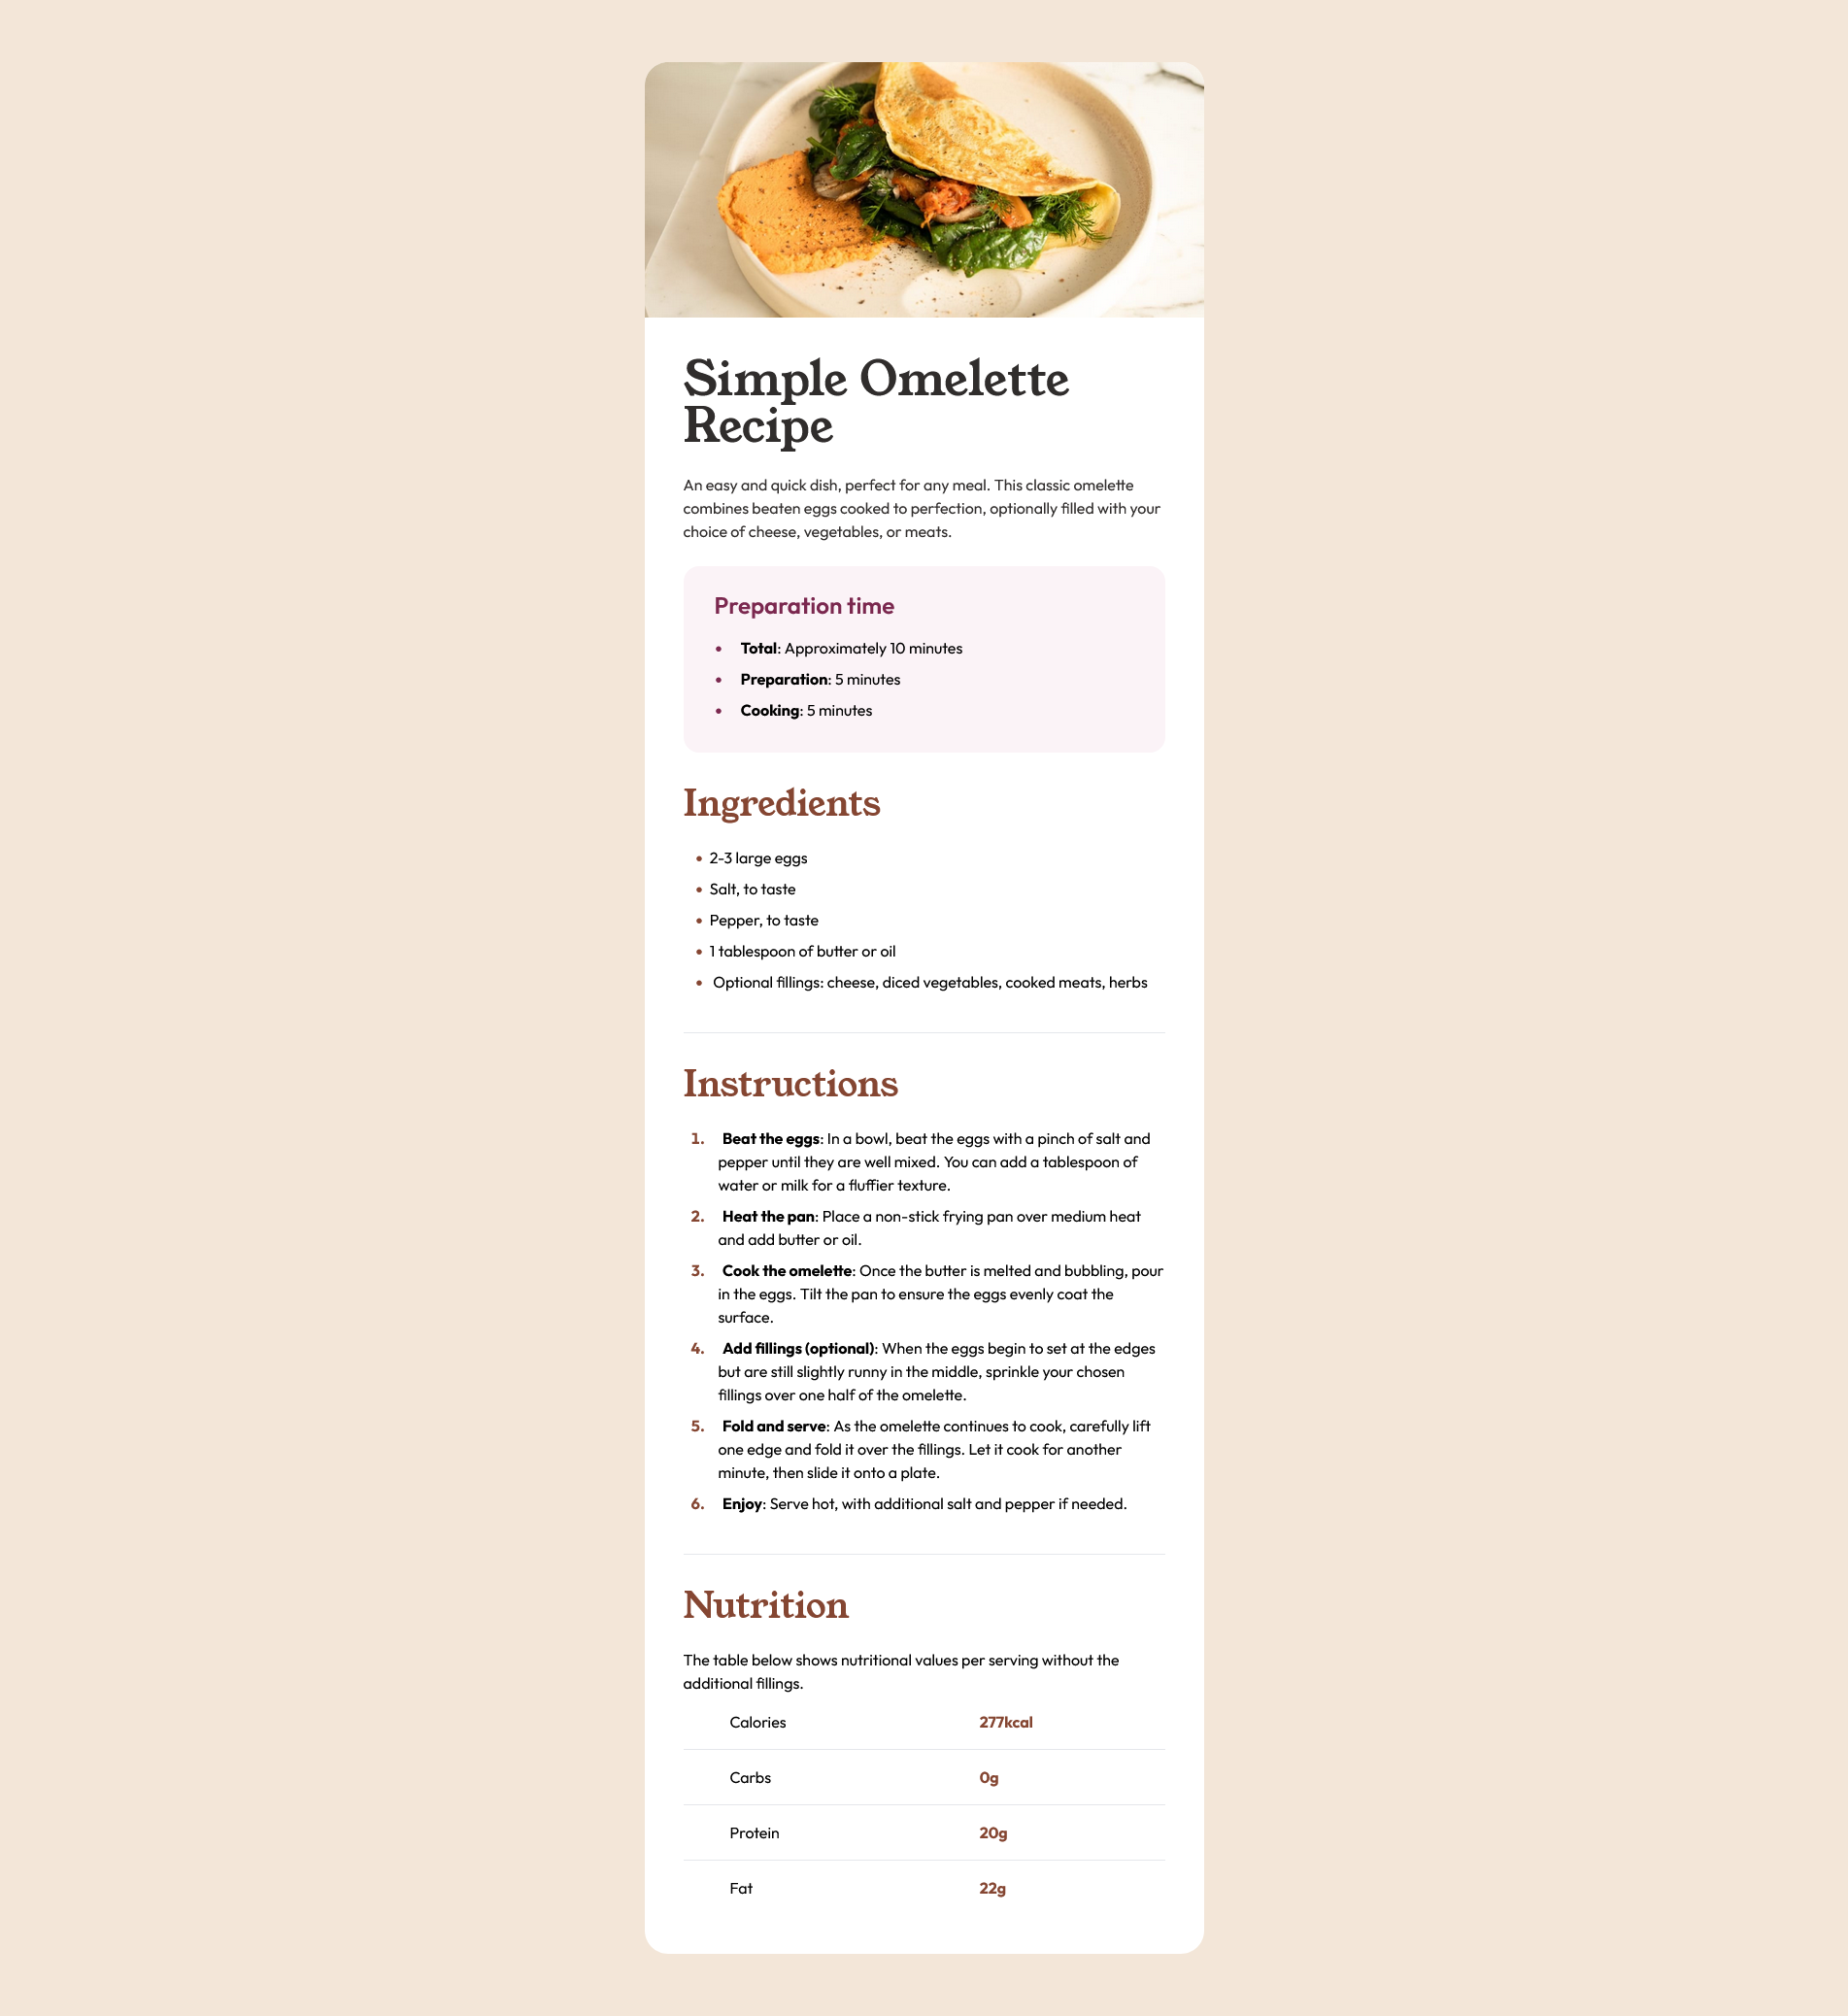 Simple Omelette
Recipe
An easy and quick dish, perfect for any meal. This classic omelette
combines beaten eggs cooked to perfection, optionally filled with your
choice of cheese, vegetables, or meats.
Preparation time
• Total: Approximately 10 minutes
• Preparation: 5 minutes
• Cooking: 5 minutes
Ingredients
• 2-3 large eggs
• Salt, to taste
• Pepper, to taste
• 1 tablespoon of butter or oil
• Optional fillings: cheese, diced vegetables, cooked meats, herbs
Instructions
1. Beat the eggs: In a bowl, beat the eggs with a pinch of salt and
pepper until they are well mixed. You can add a tablespoon of
water or milk for a fluffier texture.
2. Heat the pan: Place a non-stick frying pan over medium heat
and add butter or oil.
3. Cook the omelette: Once the butter is melted and bubbling, pour
in the eggs. Tilt the pan to ensure the eggs evenly coat the
surface.
4. Add fillings (optional): When the eggs begin to set at the edges
but are still slightly runny in the middle, sprinkle your chosen
fillings over one half of the omelette.
5. Fold and serve: As the omelette continues to cook, carefully lift
one edge and fold it over the fillings. Let it cook for another
minute, then slide it onto a plate.
6. Enjoy: Serve hot, with additional salt and pepper if needed.
Nutrition
The table below shows nutritional values per serving without the
additional fillings.
Calories 277kcal
Carbs 0g
Protein 20g
Fat 22g